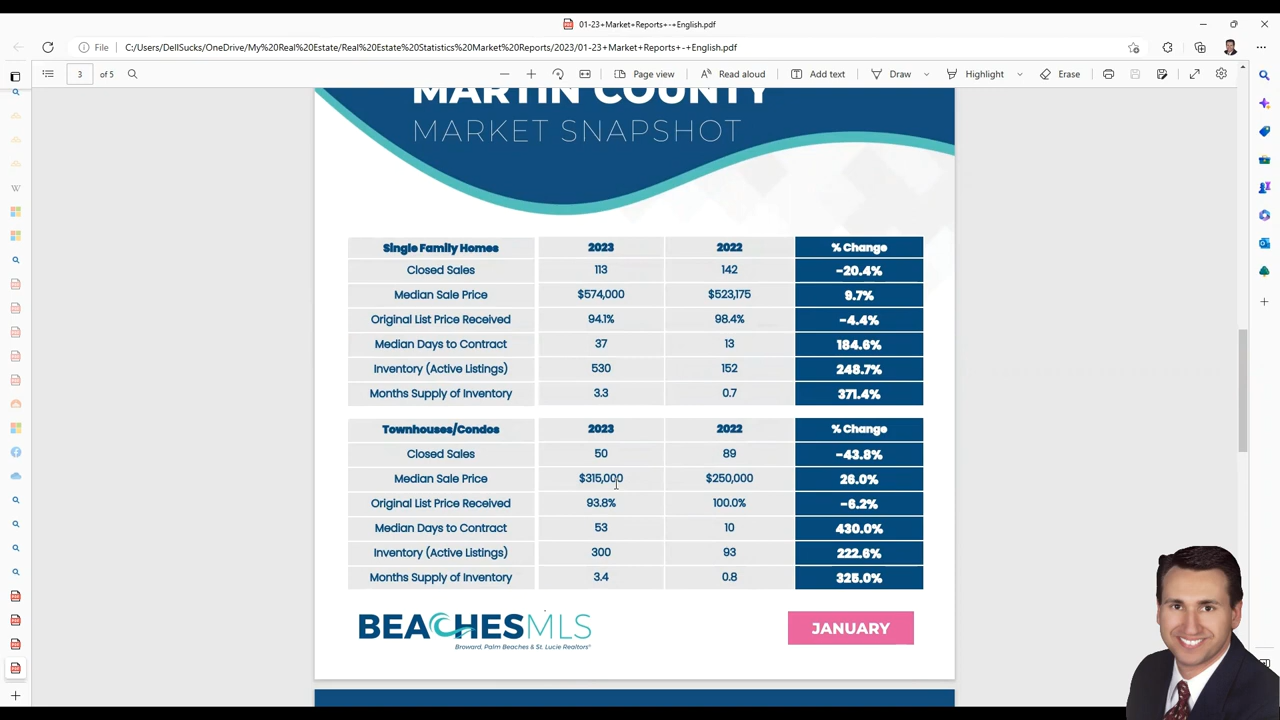 01-23+Market+Reports+-+English.pdf
File C:/Users/DellSucks/OneDrive/My%20Real%20Estate/Real%20Estate%20Statistics%20Market%20Reports/2023/01-23+Market+Reports+-+English.pdf
3 of 5 Page view Read aloud Add text Draw Highlight Erase
MARTIN COUNTY
MARKET SNAPSHOT
Single Family Homes 2023 2022 % Change
Closed Sales 113 142 -20.4%
Median Sale Price $574,000 $523,175 9.7%
Original List Price Received 94.1% 98.4% -4.4%
Median Days to Contract 37 13 184.6%
Inventory (Active Listings) 530 152 248.7%
Months Supply of Inventory 3.3 0.7 371.4%
Townhouses/Condos 2023 2022 % Change
Closed Sales 50 89 -43.8%
Median Sale Price $315,000 $250,000 26.0%
Original List Price Received 93.8% 100.0% -6.2%
Median Days to Contract 53 10 430.0%
Inventory (Active Listings) 300 93 222.6%
Months Supply of Inventory 3.4 0.8 325.0%
BEACHESMLS
Broward, Palm Beaches & St. Lucie Realtors®
JANUARY